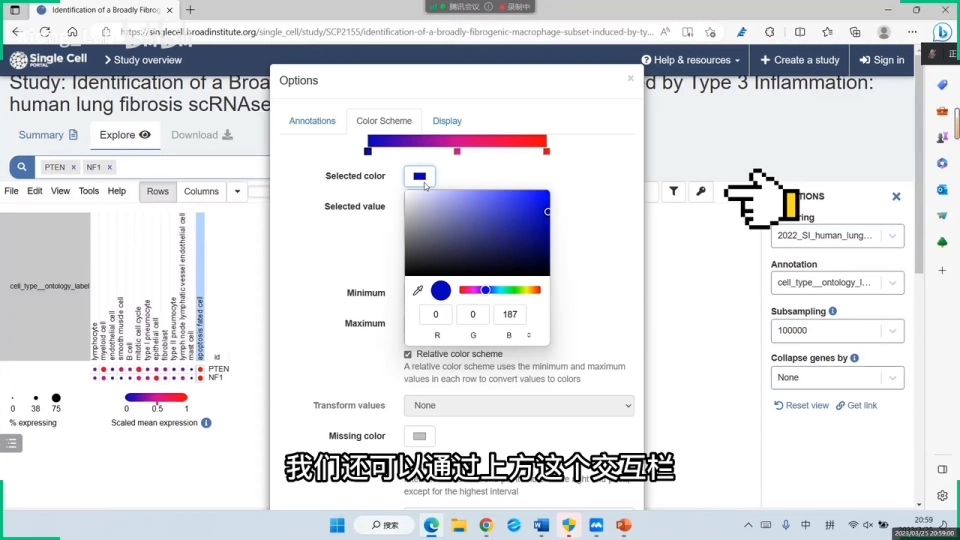 Identification of a Broadly Fibrog
腾讯会议
录制中
https://singlecell.broadinstitute.org/single_cell/study/SCP2155/identification-of-a-broadly-fibrogenic-macrophage-subset-induced-by-ty...
Single Cell
PORTAL
Study overview
Help & resources
Create a study
Sign in
Study: Identification of a Broa
d by Type 3 Inflammation:
human lung fibrosis scRNAse
Summary
Explore
Download
PTEN ×
NF1 ×
File
Edit
View
Tools
Help
Rows
Columns
cell_type__ontology_label
lymphocyte
myeloid cell
endothelial cell
smooth muscle cell
B cell
mitotic cell cycle
type I pneumocyte
epithelial cell
fibroblast
type II pneumocyte
lymph node lymphatic vessel endothelial cell
mast cell
apoptosis fated cell
id
PTEN
NF1
0
38
75
% expressing
0
0.5
1
Scaled mean expression
Options
×
Annotations
Color Scheme
Display
Selected color
Selected value
0
0
187
R
G
B
Minimum
Maximum
Relative color scheme
A relative color scheme uses the minimum and maximum
values in each row to convert values to colors
Transform values
None
Missing color
except for the highest interval
我们还可以通过上方这个交互栏
IONS
ring
2022_SI_human_lung...
Annotation
cell_type__ontology_l...
Subsampling
100000
Collapse genes by
None
Reset view
Get link
搜索
中
拼
20:59
2023/03/25 20:59:00